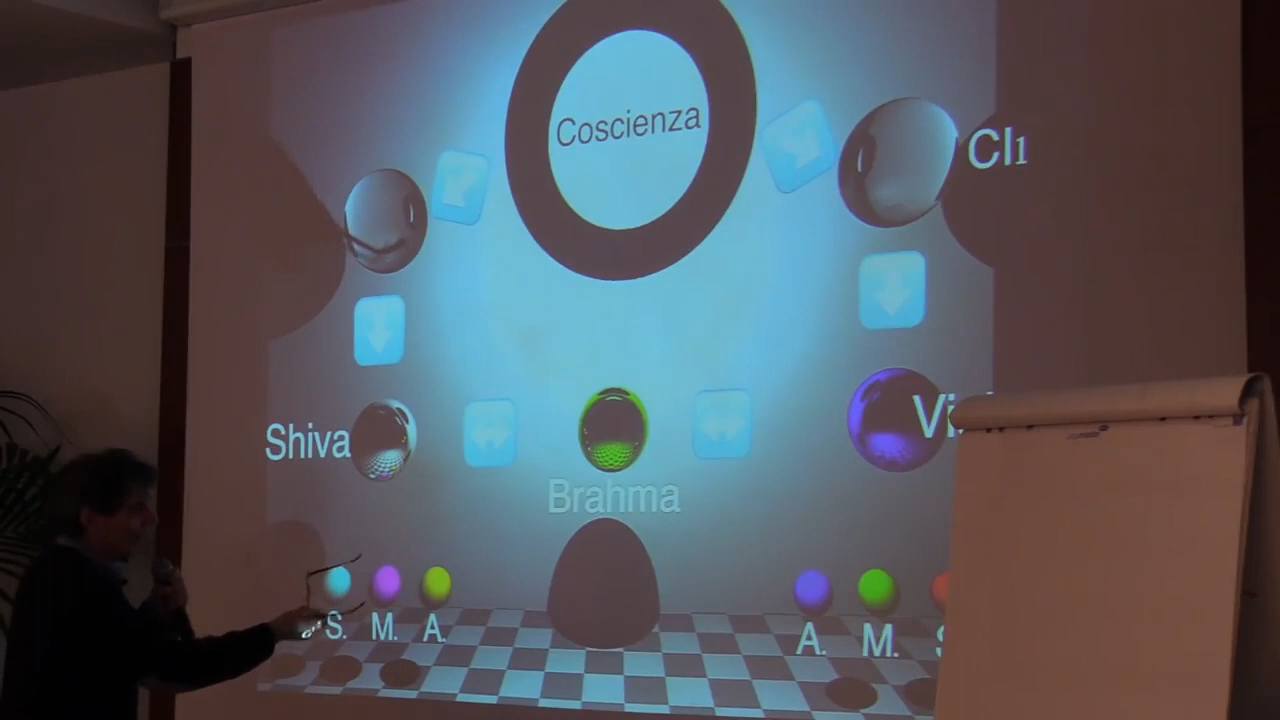 Coscienza
Cl1
Shiva
Brahma
S. M. A.
A. M.